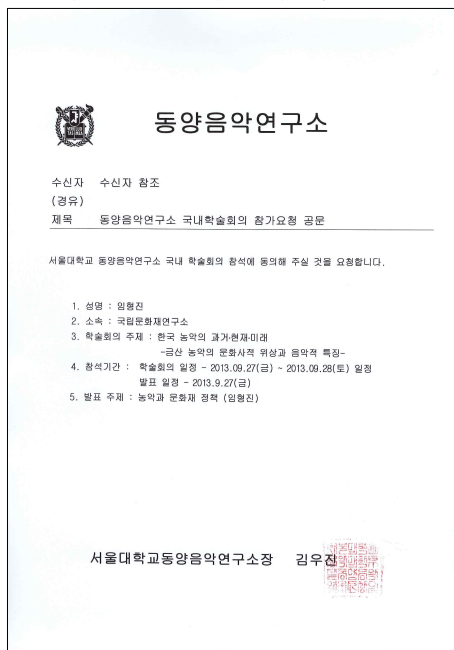 동양음악연구소
수신자 수신자 참조
(경유)
제목 동양음악연구소 국내학술회의 참가요청 공문
서울대학교 동양음악연구소 국내 학술회의 참석에 동의해 주실 것을 요청합니다.
1. 성명 : 임형진
2. 소속 : 국립문화재연구소
3. 학술회의 주제 : 한국 농악의 과거·현재·미래
-금산 농악의 문화사적 위상과 음악적 특징-
4. 참석기간 : 학술회의 일정 - 2013.09.27(금) ~ 2013.09.28(토) 일정
발표 일정 - 2013.9.27(금)
5. 발표 주제 : 농악과 문화재 정책 (임형진)
서울대학교동양음악연구소장 김우진